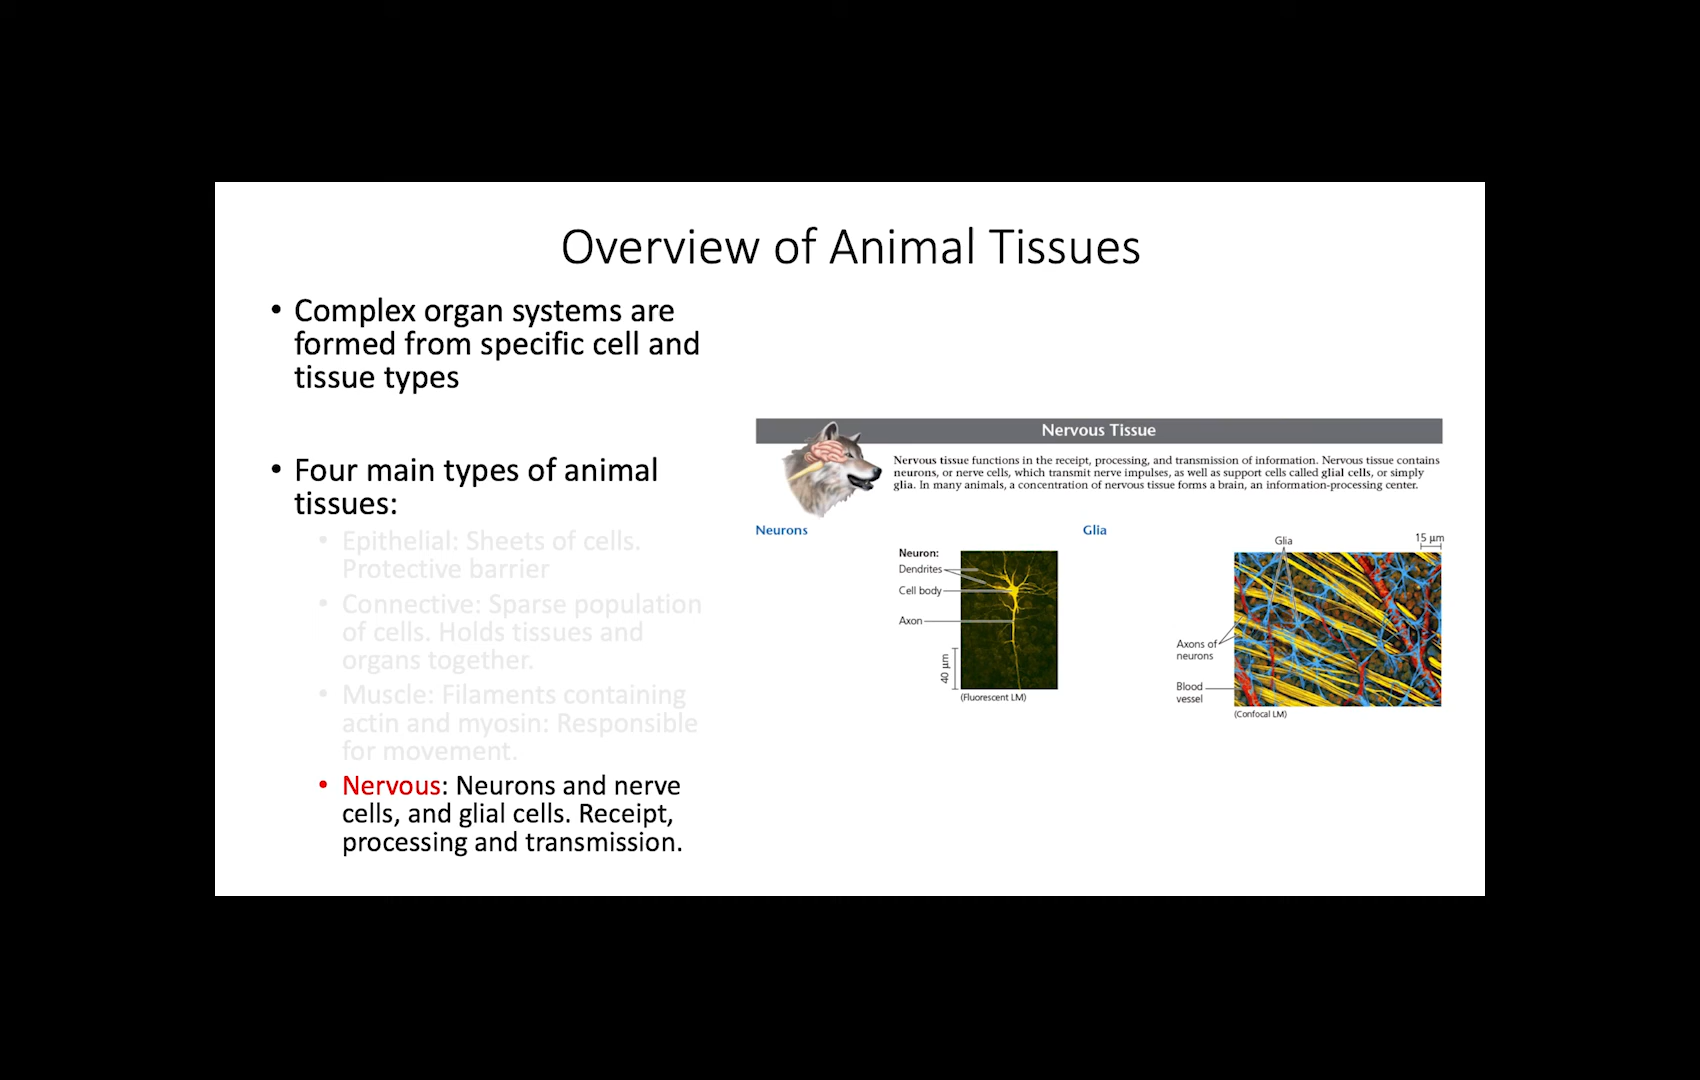 Overview of Animal Tissues
• Complex organ systems are
formed from specific cell and
tissue types
• Four main types of animal
tissues:
• Epithelial: Sheets of cells.
Protective barrier
• Connective: Sparse population
of cells. Holds tissues and
organs together.
• Muscle: Filaments containing
actin and myosin: Responsible
for movement.
• Nervous: Neurons and nerve
cells, and glial cells. Receipt,
processing and transmission.
Nervous Tissue
Nervous tissue functions in the receipt, processing, and transmission of information. Nervous tissue contains
neurons, or nerve cells, which transmit nerve impulses, as well as support cells called glial cells, or simply
glia. In many animals, a concentration of nervous tissue forms a brain, an information-processing center.
Neurons
Neuron:
Dendrites
Cell body
Axon
40 µm
(Fluorescent LM)
Glia
Glia
15 µm
Axons of
neurons
Blood
vessel
(Confocal LM)